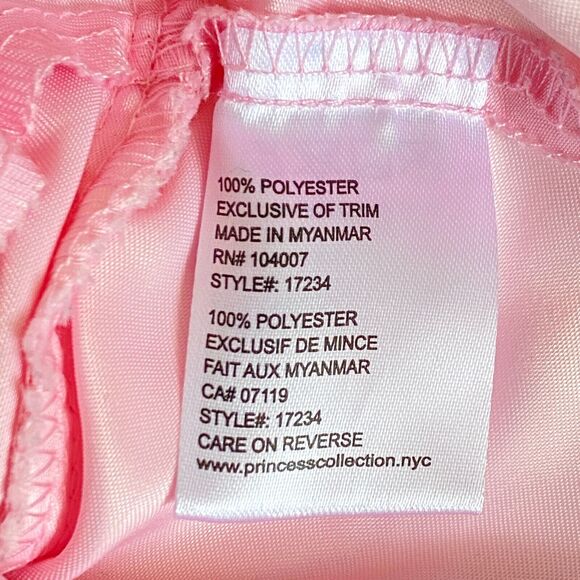 100% POLYESTER
EXCLUSIVE OF TRIM
MADE IN MYANMAR
RN# 104007
STYLE#: 17234
100% POLYESTER
EXCLUSIF DE MINCE
FAIT AUX MYANMAR
CA# 07119
STYLE#: 17234
CARE ON REVERSE
www.princesscollection.nyc